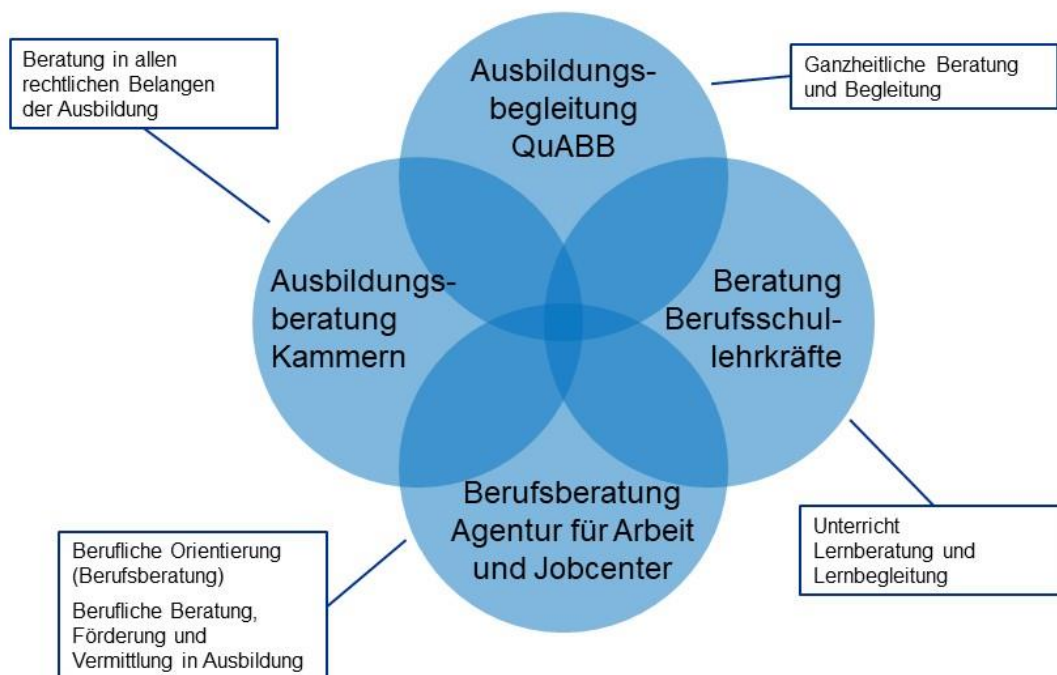 Beratung in allen
rechtlichen Belangen
der Ausbildung
Ausbildungs-
begleitung
QuABB
Ganzheitliche Beratung
und Begleitung
Ausbildungs-
beratung
Kammern
Beratung
Berufsschul-
lehrkräfte
Berufsberatung
Agentur für Arbeit
und Jobcenter
Berufliche Orientierung
(Berufsberatung)
Berufliche Beratung,
Förderung und
Vermittlung in Ausbildung
Unterricht
Lernberatung und
Lernbegleitung